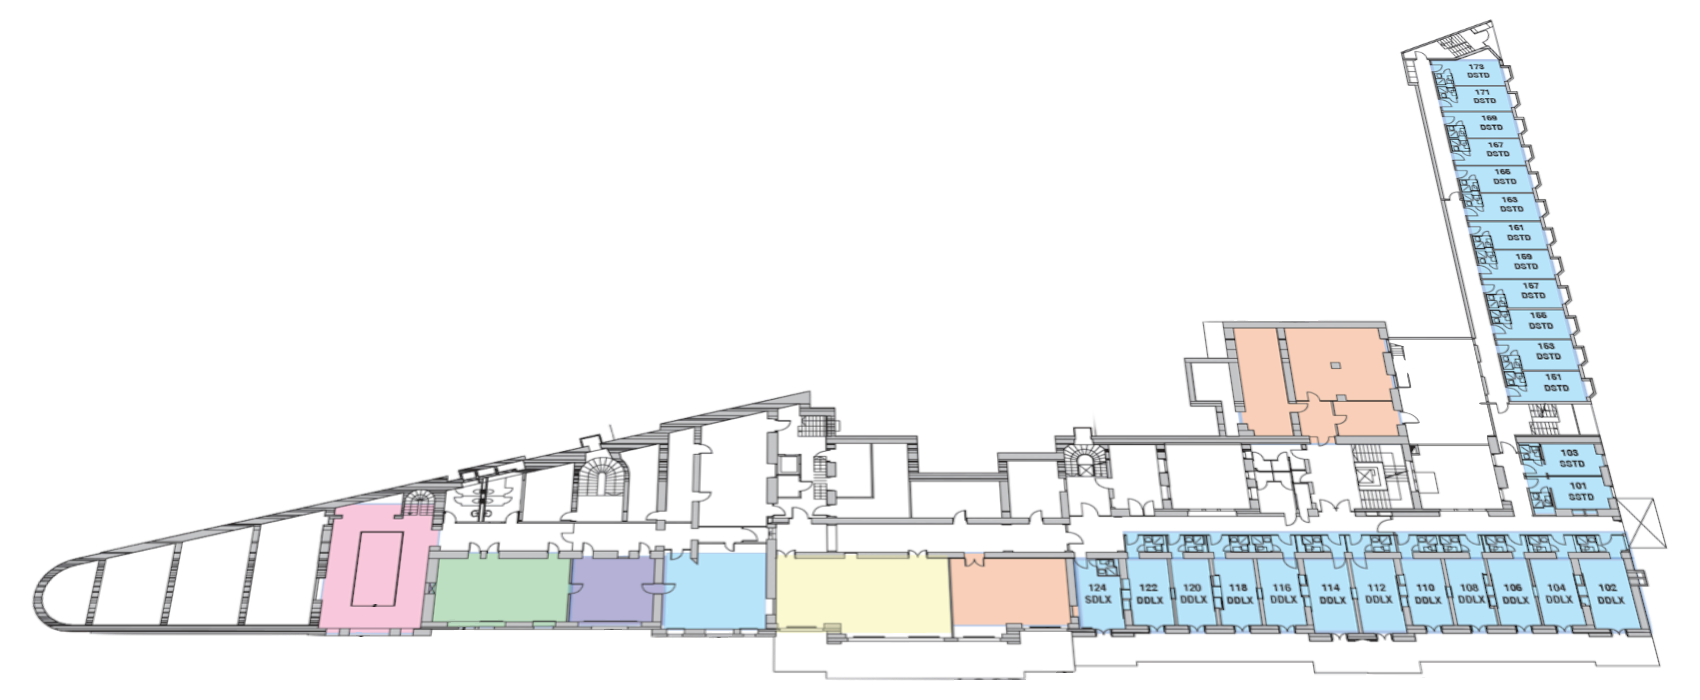 173
DSTD
171
DSTD
169
DSTD
167
DSTD
165
DSTD
163
DSTD
161
DSTD
159
DSTD
157
DSTD
155
DSTD
153
DSTD
151
DSTD
103
SSTD
101
SSTD
124
SDLX
122
DDLX
120
DDLX
118
DDLX
116
DDLX
114
DDLX
112
DDLX
110
DDLX
108
DDLX
106
DDLX
104
DDLX
102
DDLX